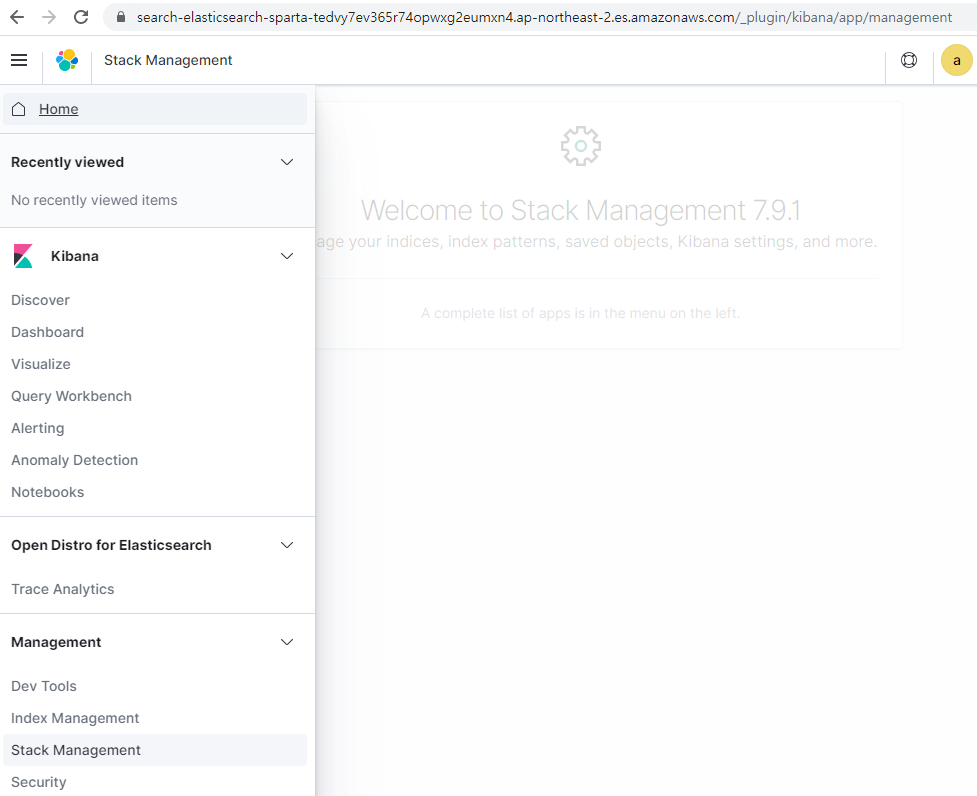 search-elasticsearch-sparta-tedvy7ev365r74opwxg2eumxn4.ap-northeast-2.es.amazonaws.com/_plugin/kibana/app/management
Stack Management
a
Home
Recently viewed
No recently viewed items
Kibana
Discover
Dashboard
Visualize
Query Workbench
Alerting
Anomaly Detection
Notebooks
Open Distro for Elasticsearch
Trace Analytics
Management
Dev Tools
Index Management
Stack Management
Security
Welcome to Stack Management 7.9.1
age your indices, index patterns, saved objects, Kibana settings, and more.
A complete list of apps is in the menu on the left.